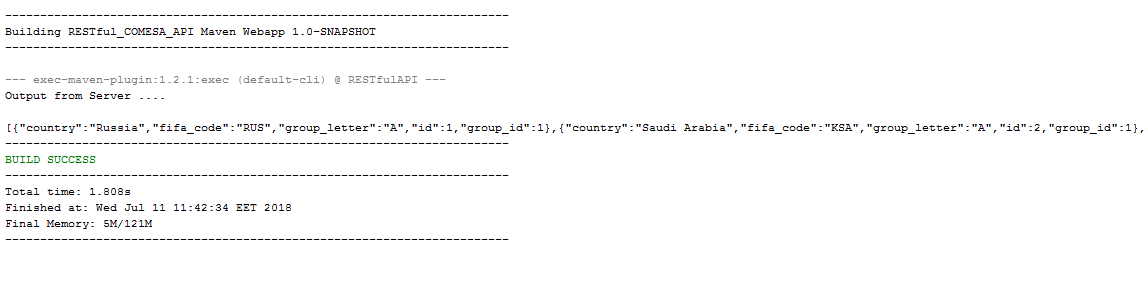 ------------------------------------------------------------------------
Building RESTful_COMESA_API Maven Webapp 1.0-SNAPSHOT
------------------------------------------------------------------------
--- exec-maven-plugin:1.2.1:exec (default-cli) @ RESTfulAPI ---
Output from Server ....
[{"country":"Russia","fifa_code":"RUS","group_letter":"A","id":1,"group_id":1},{"country":"Saudi Arabia","fifa_code":"KSA","group_letter":"A","id":2,"group_id":1},
------------------------------------------------------------------------
BUILD SUCCESS
------------------------------------------------------------------------
Total time: 1.808s
Finished at: Wed Jul 11 11:42:34 EET 2018
Final Memory: 5M/121M
------------------------------------------------------------------------